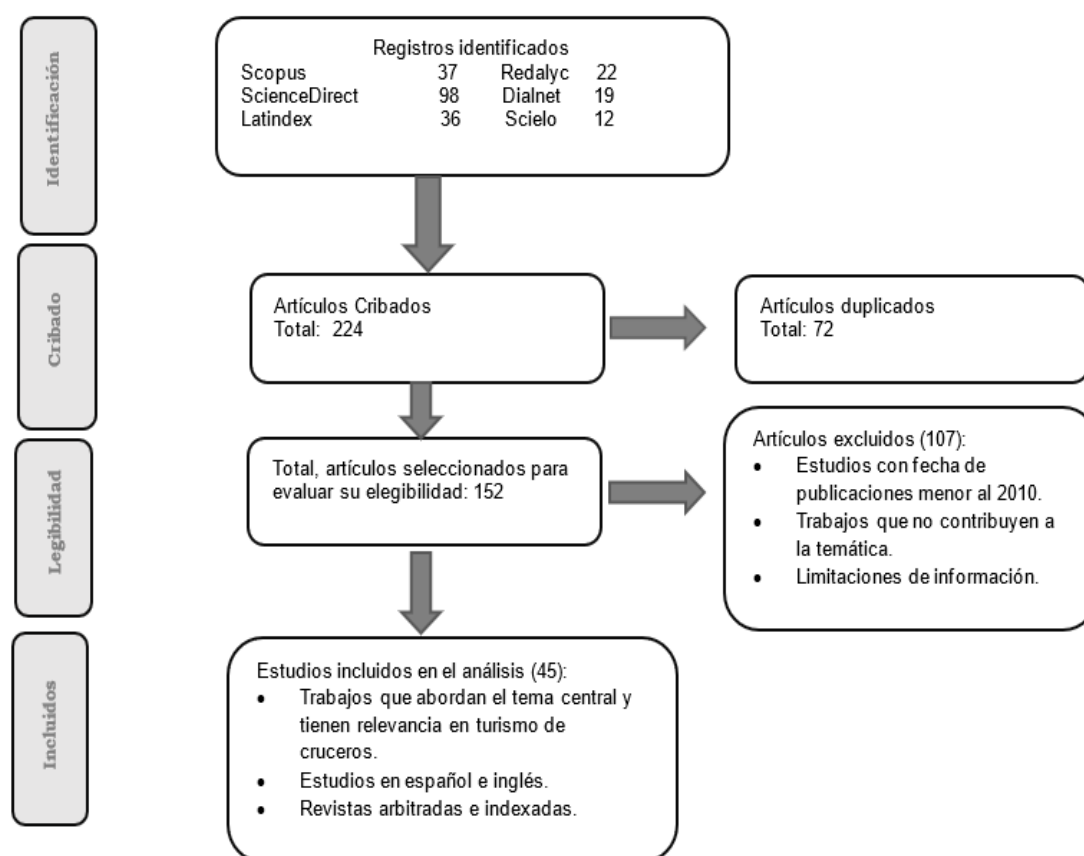 Identificación
Registros identificados
Scopus 37 Redalyc 22
ScienceDirect 98 Dialnet 19
Latindex 36 Scielo 12
Cribado
Artículos Cribados
Total: 224
Artículos duplicados
Total: 72
Legibilidad
Total, artículos seleccionados para
evaluar su elegibilidad: 152
Artículos excluidos (107):
• Estudios con fecha de
publicaciones menor al 2010.
• Trabajos que no contribuyen a
la temática.
• Limitaciones de información.
Incluidos
Estudios incluidos en el análisis (45):
• Trabajos que abordan el tema central y
tienen relevancia en turismo de
cruceros.
• Estudios en español e inglés.
• Revistas arbitradas e indexadas.